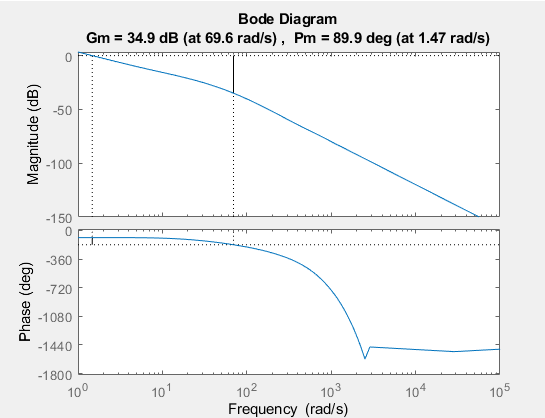 Bode Diagram
Gm = 34.9 dB (at 69.6 rad/s) , Pm = 89.9 deg (at 1.47 rad/s)
Magnitude (dB)
0
-50
-100
-150
Phase (deg)
0
-360
-720
-1080
-1440
-1800
10^0 10^1 10^2 10^3 10^4 10^5
Frequency (rad/s)